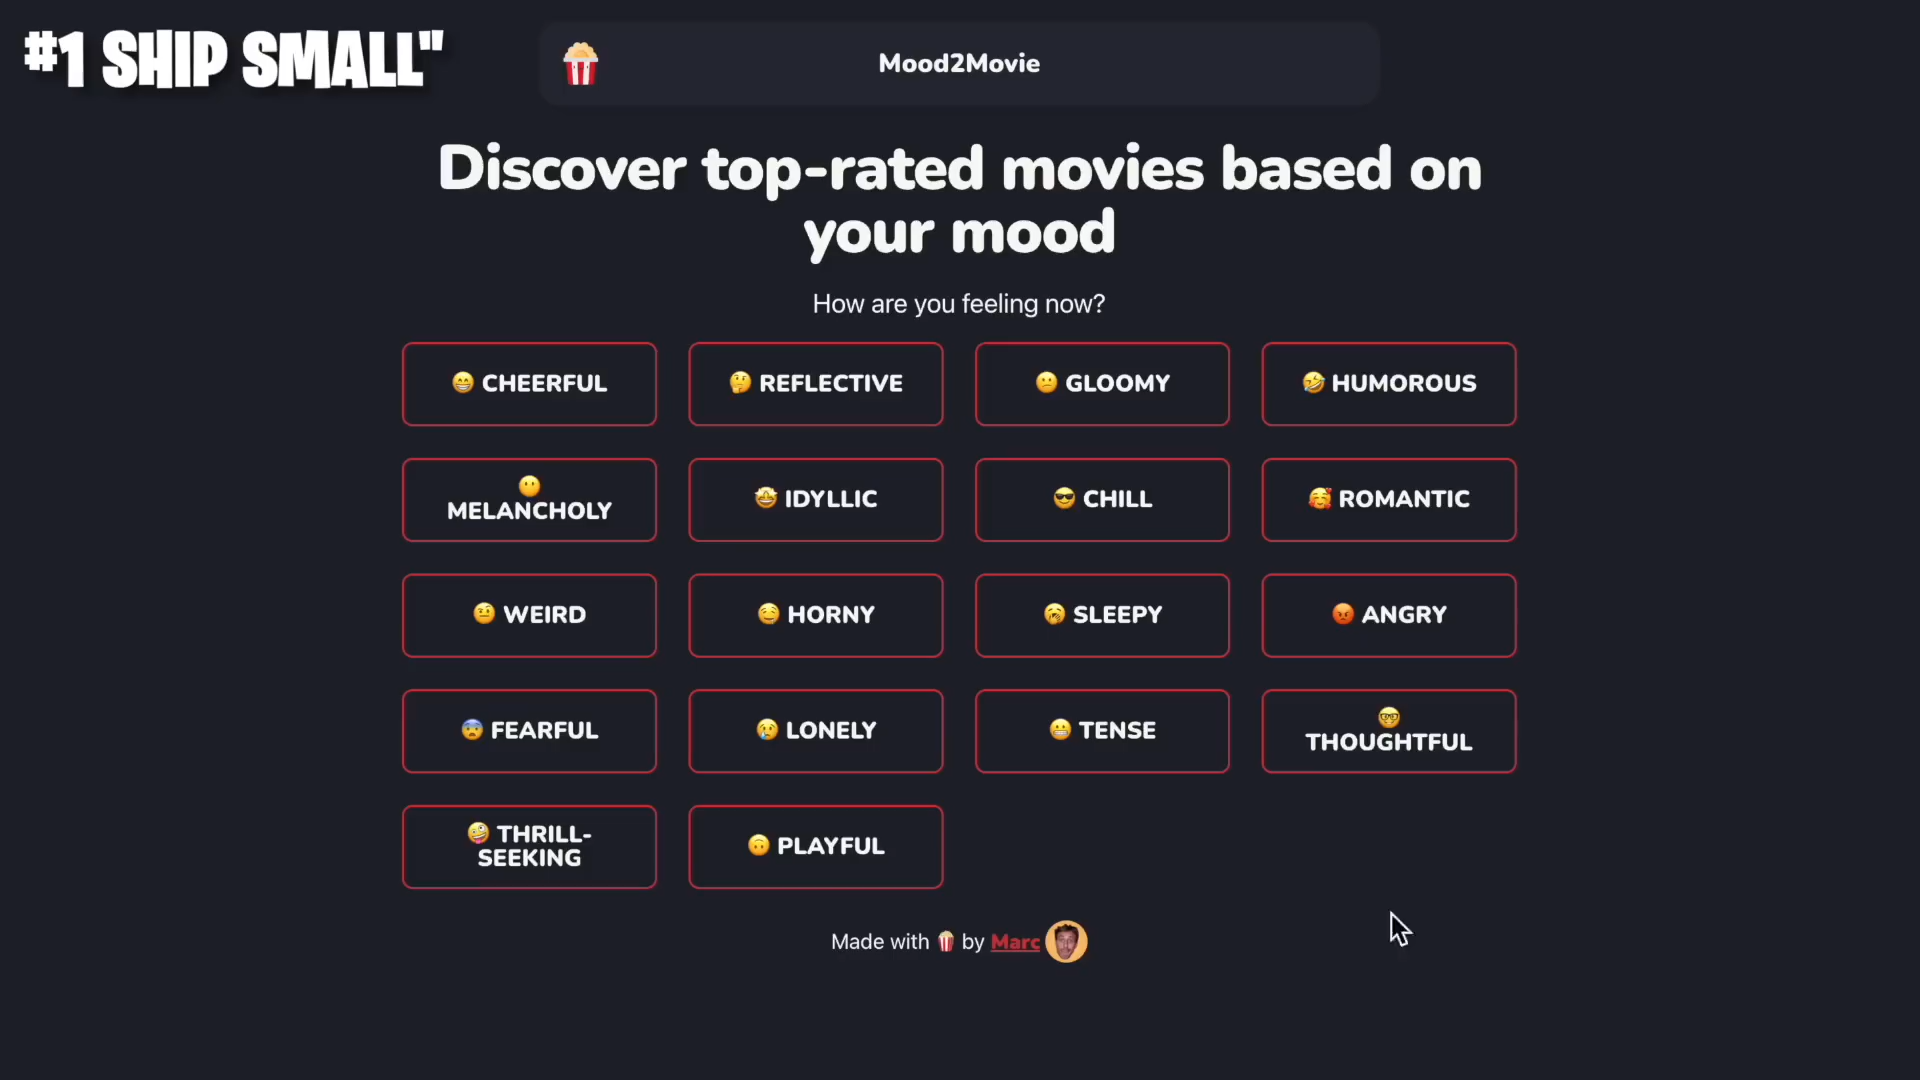 #1 SHIP SMALL"
Mood2Movie
Discover top-rated movies based on
your mood
How are you feeling now?
😁 CHEERFUL
🤔 REFLECTIVE
😕 GLOOMY
🤣 HUMOROUS
😶
MELANCHOLY
🤩 IDYLLIC
😎 CHILL
🥰 ROMANTIC
🤨 WEIRD
🤤 HORNY
🥱 SLEEPY
😡 ANGRY
😨 FEARFUL
😢 LONELY
😬 TENSE
🤓
THOUGHTFUL
🤪 THRILL-
SEEKING
🙃 PLAYFUL
Made with 🍿 by Marc